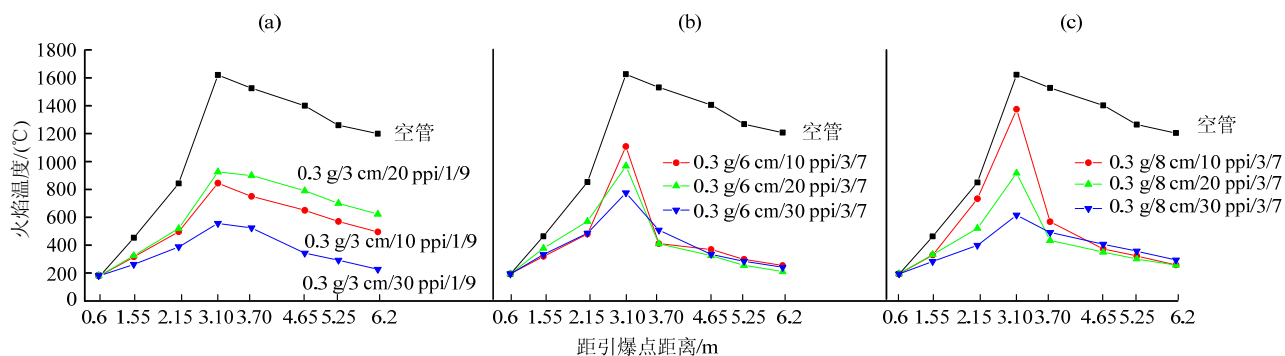 (a)
(b)
(c)
火焰温度/(℃)
1800
1600
1400
1200
1000
800
600
400
200
0
空管
0.3 g/3 cm/20 ppi/1/9
0.3 g/3 cm/10 ppi/1/9
0.3 g/3 cm/30 ppi/1/9
0.6 1.55 2.15 3.10 3.70 4.65 5.25 6.2
空管
0.3 g/6 cm/10 ppi/3/7
0.3 g/6 cm/20 ppi/3/7
0.3 g/6 cm/30 ppi/3/7
0.6 1.55 2.15 3.10 3.70 4.65 5.25 6.2
空管
0.3 g/8 cm/10 ppi/3/7
0.3 g/8 cm/20 ppi/3/7
0.3 g/8 cm/30 ppi/3/7
0.6 1.55 2.15 3.10 3.70 4.65 5.25 6.2
距引爆点距离/m